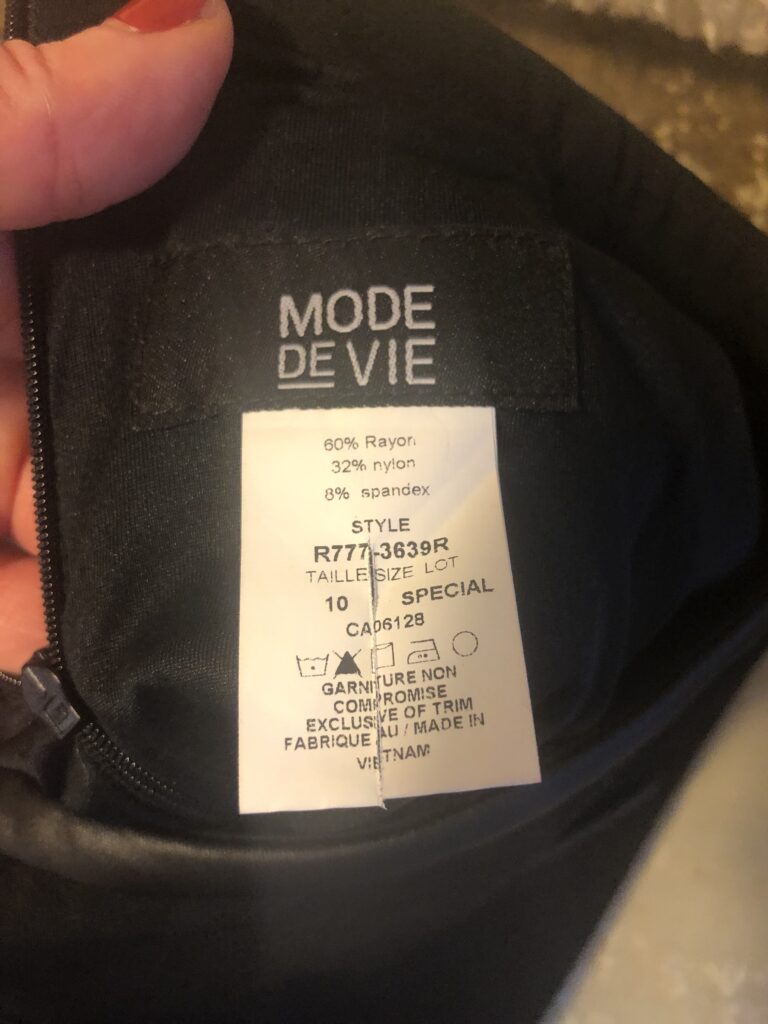 MODE
DE VIE
60% Rayon
32% nylon
8% spandex
STYLE
R777-3639R
TAILLE SIZE LOT
10 SPECIAL
CA06128
GARNITURE NON
COMPROMISE
EXCLUSIVE OF TRIM
FABRIQUE AU / MADE IN
VIETNAM